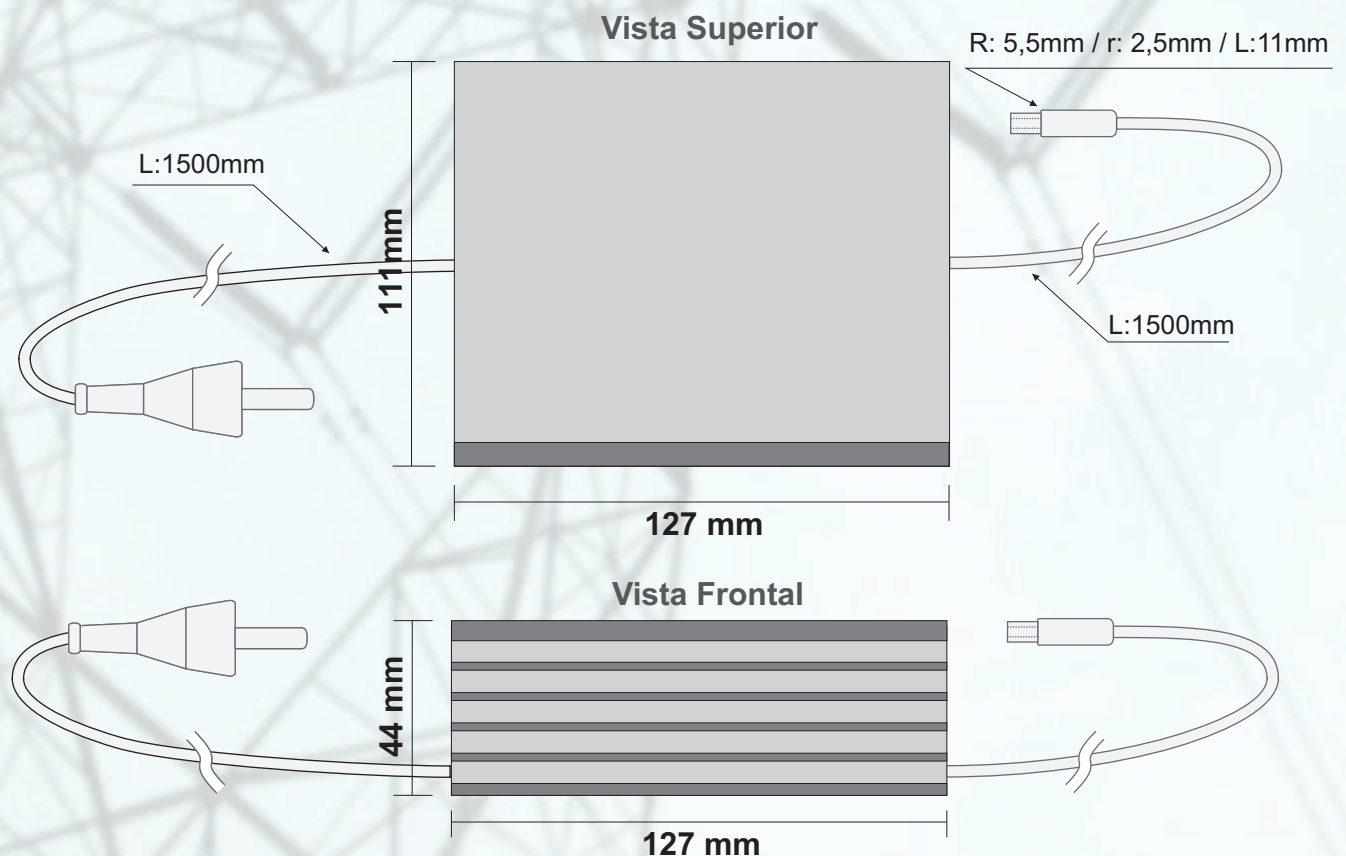 Vista Superior
R: 5,5mm / r: 2,5mm / L:11mm
L:1500mm
111mm
L:1500mm
127 mm
Vista Frontal
44 mm
127 mm